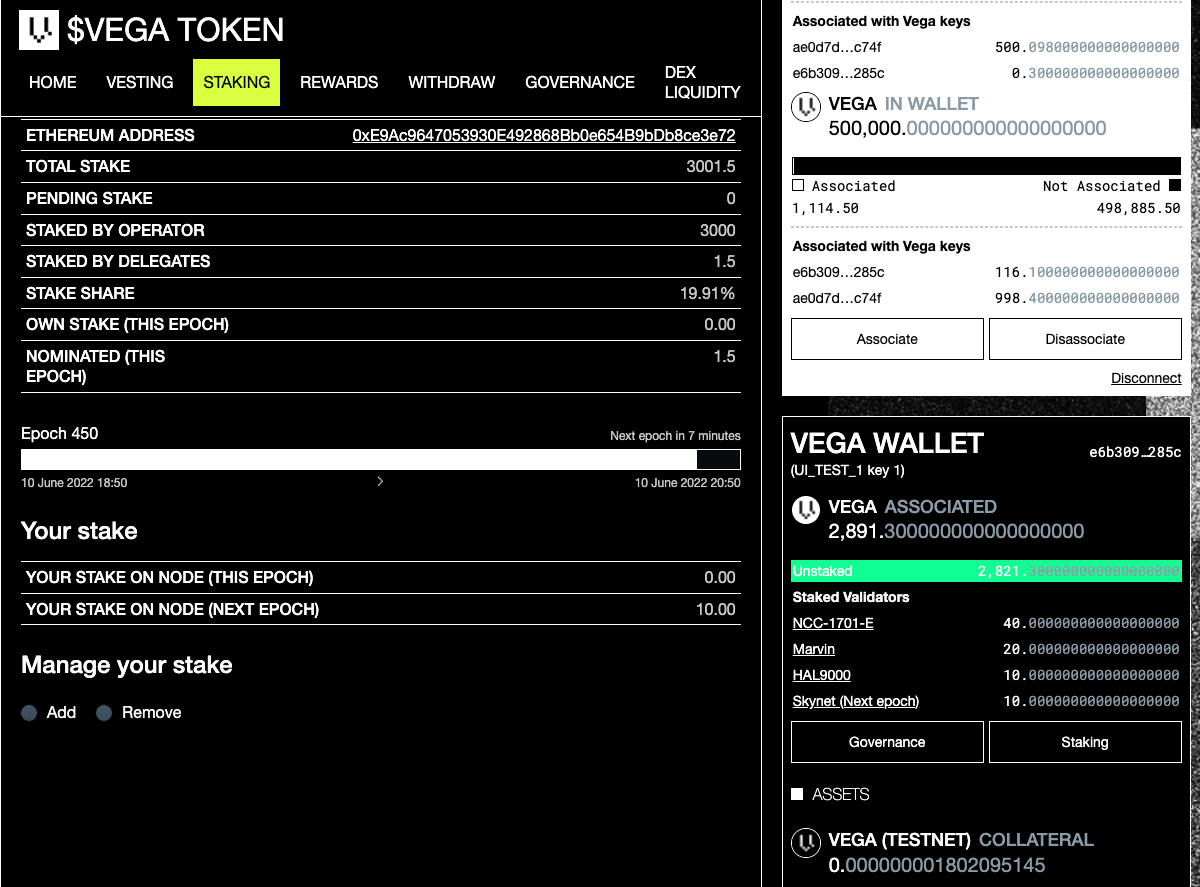 $VEGA TOKEN
HOME VESTING STAKING REWARDS WITHDRAW GOVERNANCE DEX LIQUIDITY
ETHEREUM ADDRESS 0xE9Ac9647053930E492868Bb0e654B9bDb8ce3e72
TOTAL STAKE 3001.5
PENDING STAKE 0
STAKED BY OPERATOR 3000
STAKED BY DELEGATES 1.5
STAKE SHARE 19.91%
OWN STAKE (THIS EPOCH) 0.00
NOMINATED (THIS 1.5
EPOCH)
Epoch 450 Next epoch in 7 minutes
10 June 2022 18:50 10 June 2022 20:50
Your stake
YOUR STAKE ON NODE (THIS EPOCH) 0.00
YOUR STAKE ON NODE (NEXT EPOCH) 10.00
Manage your stake
Add Remove
Associated with Vega keys
ae0d7d...c74f 500.098000000000000000
e6b309...285c 0.300000000000000000
VEGA IN WALLET
500,000.000000000000000000
Associated Not Associated
1,114.50 498,885.50
Associated with Vega keys
e6b309...285c 116.100000000000000000
ae0d7d...c74f 998.400000000000000000
Associate Disassociate
Disconnect
VEGA WALLET e6b309…285c
(UI_TEST_1 key 1)
VEGA ASSOCIATED
2,891.300000000000000000
Unstaked 2,821.300000000000000000
Staked Validators
NCC-1701-E 40.000000000000000000
Marvin 20.000000000000000000
HAL9000 10.000000000000000000
Skynet (Next epoch) 10.000000000000000000
Governance Staking
ASSETS
VEGA (TESTNET) COLLATERAL
0.000000001802095145